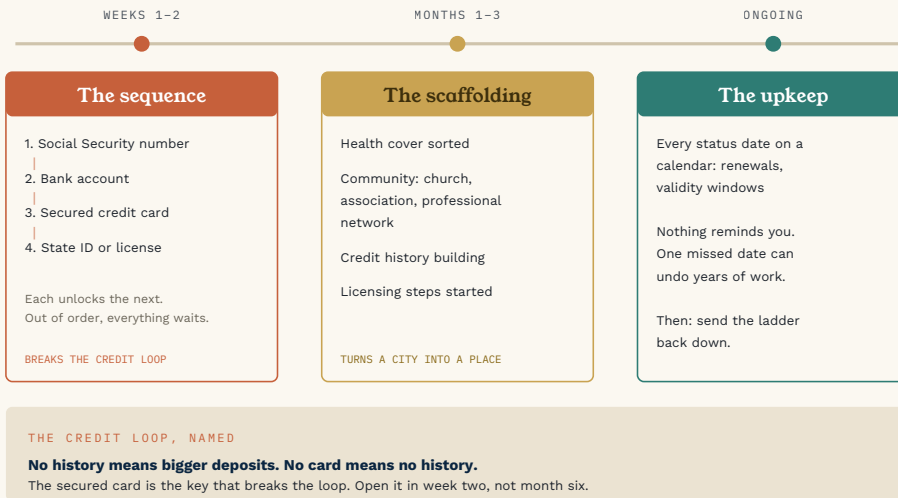 WEEKS 1–2
MONTHS 1–3
ONGOING
The sequence
1. Social Security number
2. Bank account
3. Secured credit card
4. State ID or license
Each unlocks the next.
Out of order, everything waits.
BREAKS THE CREDIT LOOP
The scaffolding
Health cover sorted
Community: church,
association, professional
network
Credit history building
Licensing steps started
TURNS A CITY INTO A PLACE
The upkeep
Every status date on a
calendar: renewals,
validity windows
Nothing reminds you.
One missed date can
undo years of work.
Then: send the ladder
back down.
THE CREDIT LOOP, NAMED
No history means bigger deposits. No card means no history.
The secured card is the key that breaks the loop. Open it in week two, not month six.